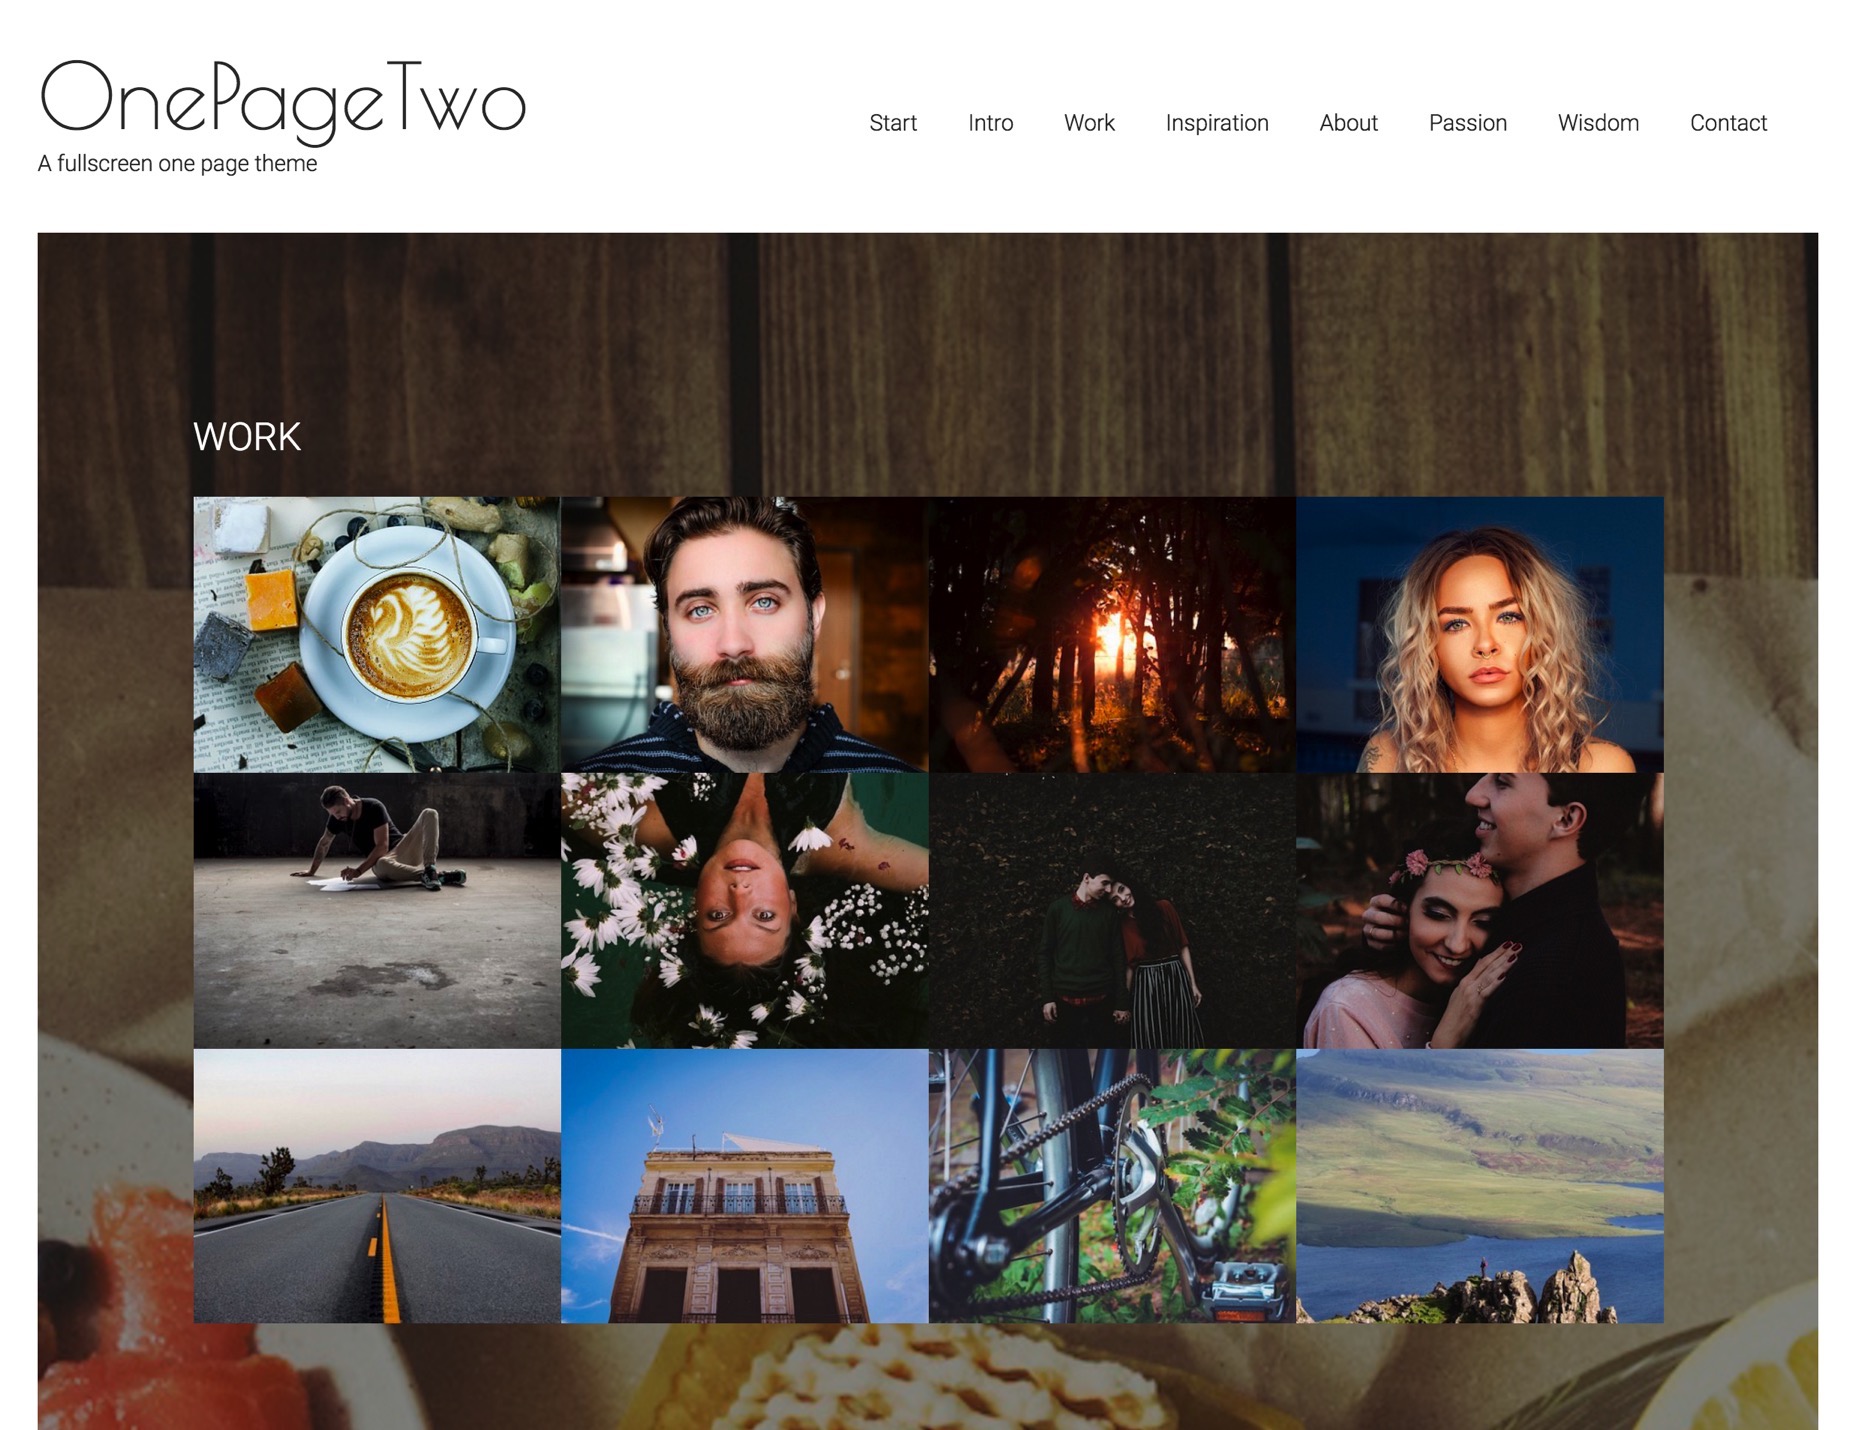 OnePageTwo
A fullscreen one page theme
Start Intro Work Inspiration About Passion Wisdom Contact
WORK